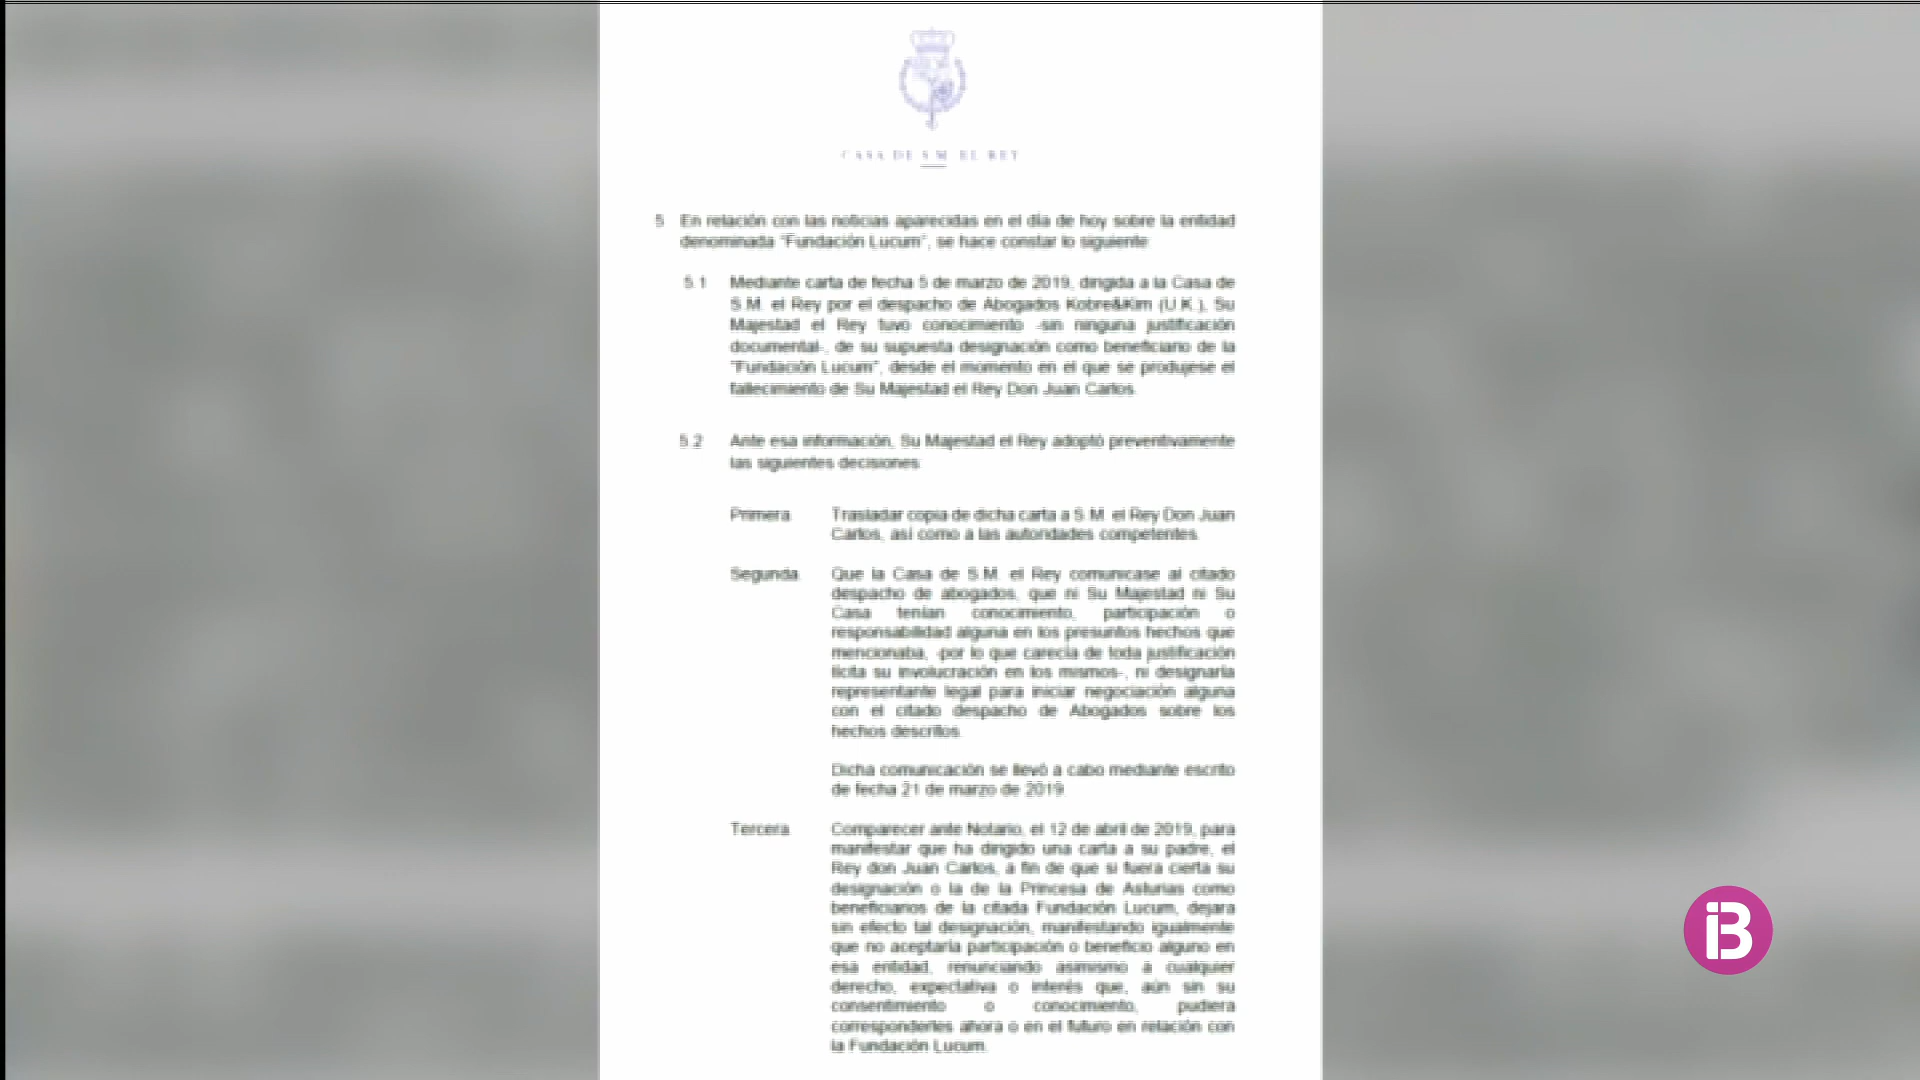 CASA DE S.M. EL REY
5 En relación con las noticias aparecidas en el día de hoy sobre la entidad
denominada "Fundación Lucum", se hace constar lo siguiente:
5.1 Mediante carta de fecha 5 de marzo de 2019, dirigida a la Casa de
S.M. el Rey por el despacho de Abogados Kobre&Kim (U.K.), Su
Majestad el Rey tuvo conocimiento -sin ninguna justificación
documental-, de su supuesta designación como beneficiario de la
"Fundación Lucum", desde el momento en el que se produjese el
fallecimiento de Su Majestad el Rey Don Juan Carlos.
5.2 Ante esa información, Su Majestad el Rey adoptó preventivamente
las siguientes decisiones:
Primera. Trasladar copia de dicha carta a S.M. el Rey Don Juan
Carlos, así como a las autoridades competentes.
Segunda. Que la Casa de S.M. el Rey comunicase al citado
despacho de abogados, que ni Su Majestad ni Su
Casa tenían conocimiento, participación o
responsabilidad alguna en los presuntos hechos que
mencionaba, -por lo que carecía de toda justificación
lícita su involucración en los mismos-, ni designaría
representante legal para iniciar negociación alguna
con el citado despacho de Abogados sobre los
hechos descritos.
Dicha comunicación se llevó a cabo mediante escrito
de fecha 21 de marzo de 2019.
Tercera. Comparecer ante Notario, el 12 de abril de 2019, para
manifestar que ha dirigido una carta a su padre, el
Rey don Juan Carlos, a fin de que si fuera cierta su
designación o la de la Princesa de Asturias como
beneficiarios de la citada Fundación Lucum, dejara
sin efecto tal designación, manifestando igualmente
que no aceptaría participación o beneficio alguno en
esa entidad, renunciando asimismo a cualquier
derecho, expectativa o interés que, aún sin su
consentimiento o conocimiento, pudiera
corresponderles ahora o en el futuro en relación con
la Fundación Lucum.
IB